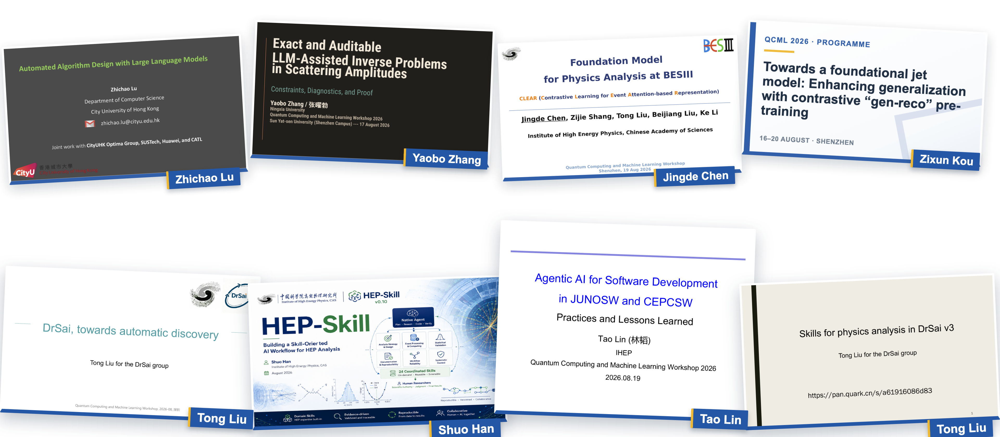 Automated Algorithm Design with Large Language Models
Zhichao Lu
Department of Computer Science
City University of Hong Kong
zhichao.lu@cityu.edu.hk
Joint work with CityUHK Optima Group, SUSTech, Huawei, and CATL
CityU
香港城市大學
City University of Hong Kong
Zhichao Lu
Exact and Auditable
LLM-Assisted Inverse Problems
in Scattering Amplitudes
Constraints, Diagnostics, and Proof
Yaobo Zhang / 张曜勃
Ningxia University
Quantum Computing and Machine Learning Workshop 2026
Sun Yat-sen University (Shenzhen Campus) --- 17 August 2026
Yaobo Zhang
BESIII
Foundation Model
for Physics Analysis at BESIII
CLEAR (Contrastive Learning for Event Attention-based Representation)
Jingde Chen, Zijie Shang, Tong Liu, Beijiang Liu, Ke Li
Institute of High Energy Physics, Chinese Academy of Sciences
Quantum Computing and Machine Learning Workshop
Shenzhen, 19 Aug 2026
Jingde Chen
QCML 2026 · PROGRAMME
Towards a foundational jet
model: Enhancing generalization
with contrastive “gen-reco” pre-
training
16–20 AUGUST · SHENZHEN
Zixun Kou
DrSai
DrSai, towards automatic discovery
Tong Liu for the DrSai group
Quantum Computing and Machine Learning Workshop, 2026-08, 深圳
Tong Liu
中国科学院高能物理研究所
Institute of High Energy Physics, CAS
HEP-Skill
v0.10
HEP-Skill
Building a Skill-Oriented
AI Workflow for HEP Analysis
Shuo Han
Institute of High Energy Physics, CAS
August 2026
Native Agent
Plan · Reason · Code · Verify
Analysis Strategy
& Design
Event Processing
& Computing
Statistical
Validation
Documentation
& Reproducibility
Workflow
Reliability
Systematic
Control
24 Coordinated Skills
On-demand · Reusable · Extensible
Human Researchers
Scientific Authority · Judgment · Final Results
Data
Fit
SM
Reproducible · Versioned · Collaborative
Domain Skills
HEP expertise built-in
Evidence-driven
Validated and traceable
Reproducible
From data to results
Collaborative
Human + AI, together
Shuo Han
Agentic AI for Software Development
in JUNOSW and CEPCSW
Practices and Lessons Learned
Tao Lin (林韬)
IHEP
Quantum Computing and Machine Learning Workshop 2026
2026.08.19
Tao Lin
Skills for physics analysis in DrSai v3
Tong Liu for the DrSai group
https://pan.quark.cn/s/a61916086d83
1
Tong Liu